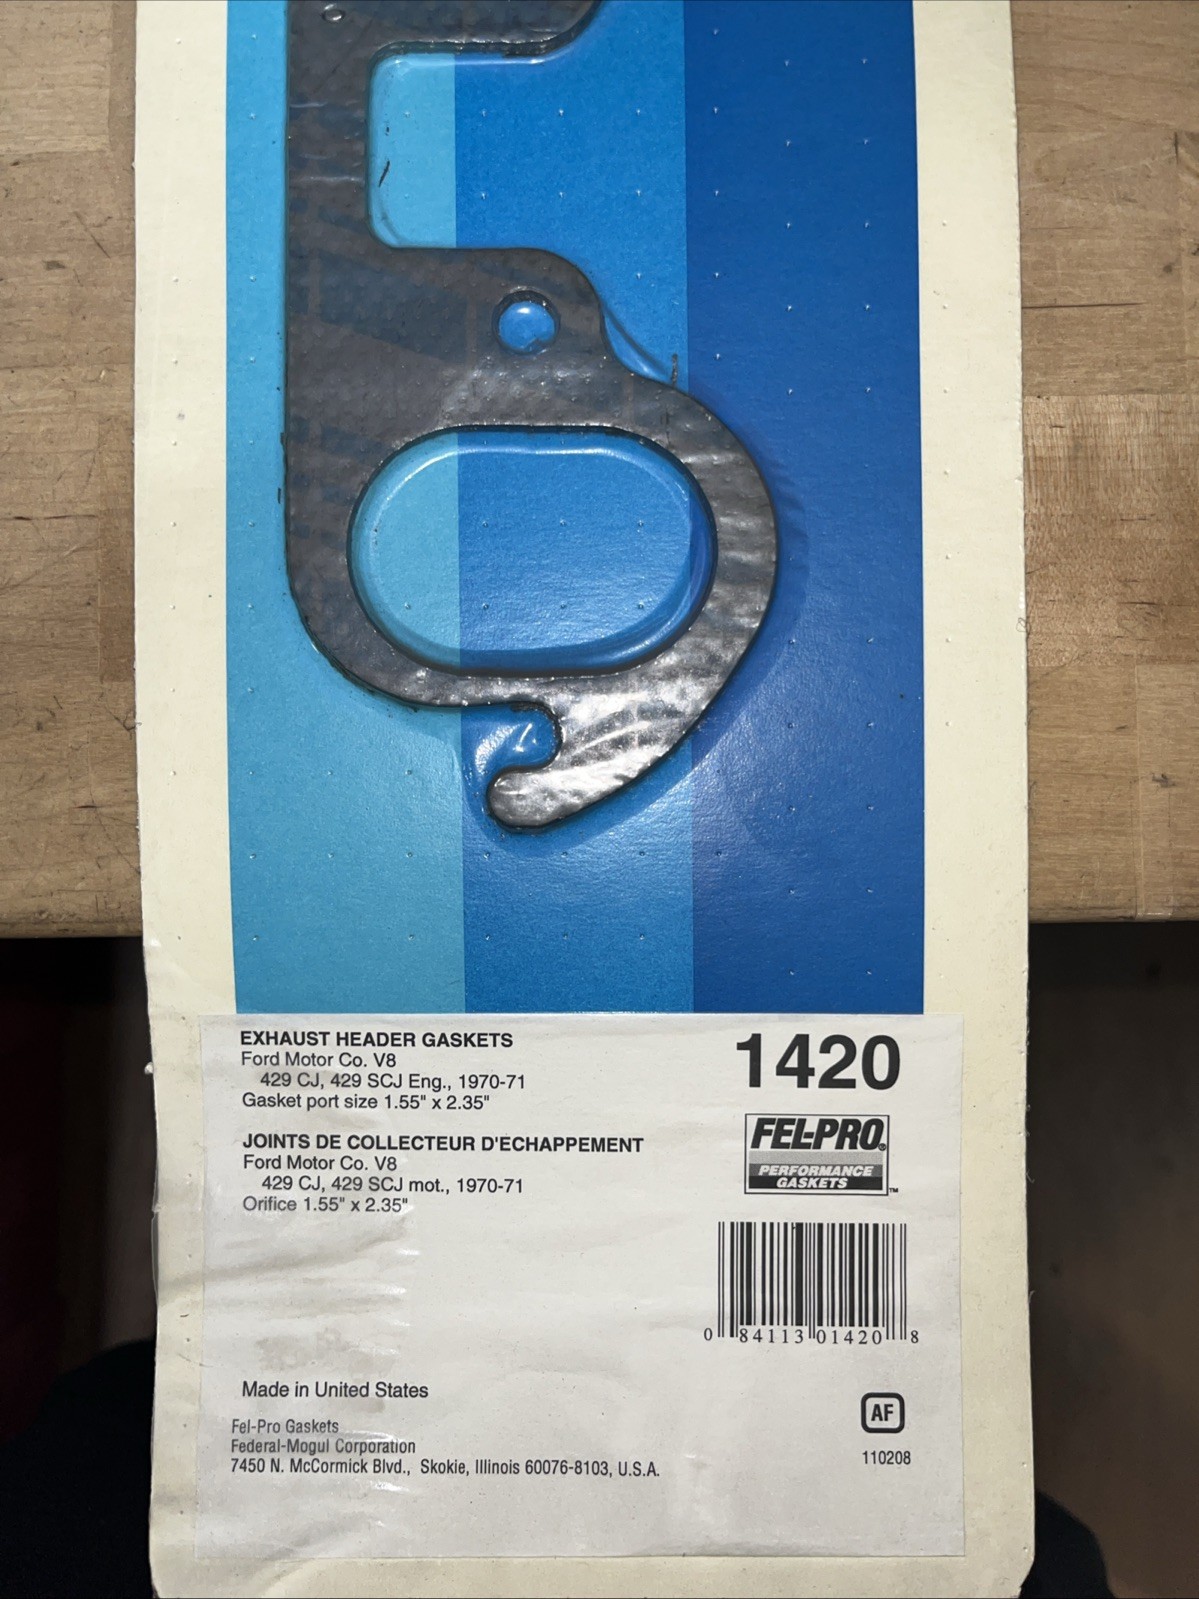 EXHAUST HEADER GASKETS
Ford Motor Co. V8
429 CJ, 429 SCJ Eng., 1970-71
Gasket port size 1.55" x 2.35"
JOINTS DE COLLECTEUR D'ECHAPPEMENT
Ford Motor Co. V8
429 CJ, 429 SCJ mot., 1970-71
Orifice 1.55" x 2.35"
1420
FEL-PRO®
PERFORMANCE
GASKETS™
0 84113 01420 8
Made in United States
Fel-Pro Gaskets
Federal-Mogul Corporation
7450 N. McCormick Blvd., Skokie, Illinois 60076-8103, U.S.A.
AF
110208